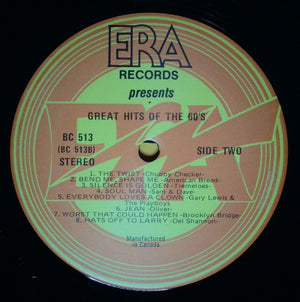 ERA
RECORDS
presents
GREAT HITS OF THE 60'S
BC 513
(BC 513B)
STEREO
SIDE TWO
1. THE TWIST -Chubby Checker-
2. BEND ME, SHAPE ME -American Breed-
3. SILENCE IS GOLDEN -Tremeloes-
4. SOUL MAN -Sam & Dave-
5. EVERYBODY LOVES A CLOWN -Gary Lewis &
The Playboys
6. JEAN -Oliver-
7. WORST THAT COULD HAPPEN -Brooklyn Bridge-
8. HATS OFF TO LARRY -Del Shannon-
Manufactured
in Canada